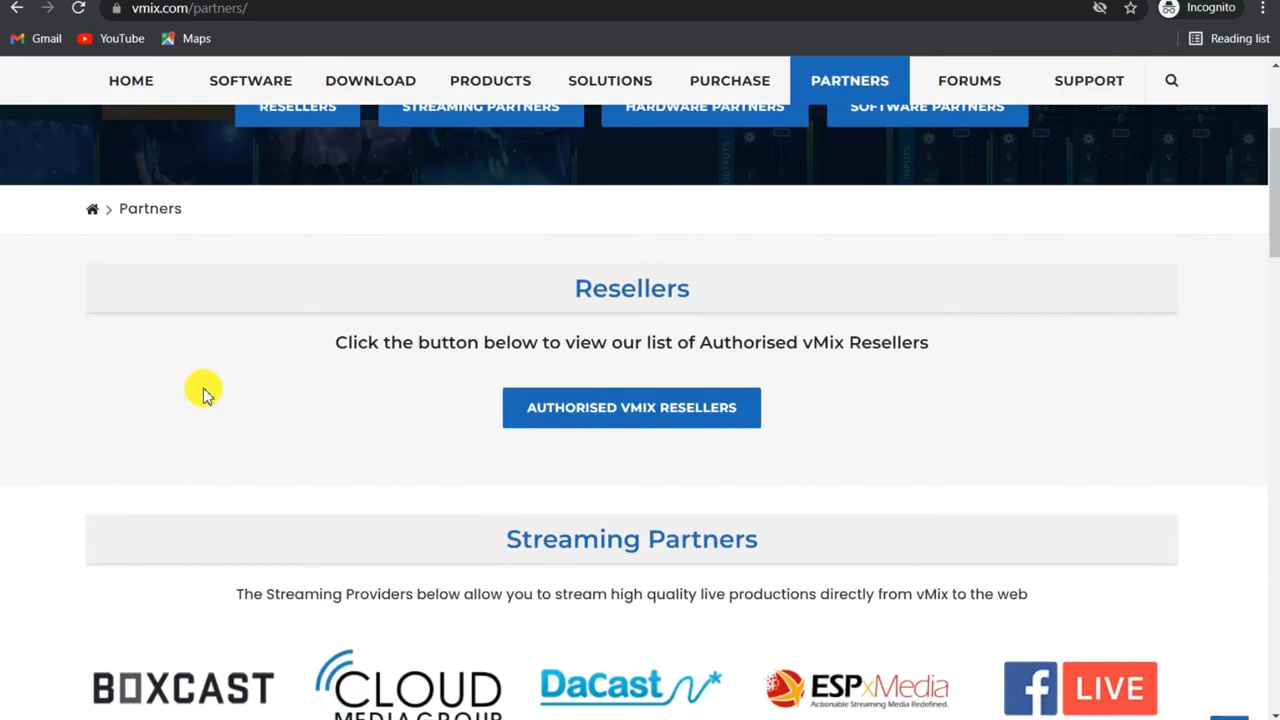 vmix.com/partners/
Incognito
Gmail
YouTube
Maps
Reading list
HOME
SOFTWARE
DOWNLOAD
PRODUCTS
SOLUTIONS
PURCHASE
PARTNERS
FORUMS
SUPPORT
RESELLERS
STREAMING PARTNERS
HARDWARE PARTNERS
SOFTWARE PARTNERS
OUTPUTS
INPUTS
Partners
Resellers
Click the button below to view our list of Authorised vMix Resellers
AUTHORISED VMIX RESELLERS
Streaming Partners
The Streaming Providers below allow you to stream high quality live productions directly from vMix to the web
BOXCAST
CLOUD
MEDIA GROUP
DaCast
ESPxMedia
Actionable Streaming Media Redefined.
f LIVE